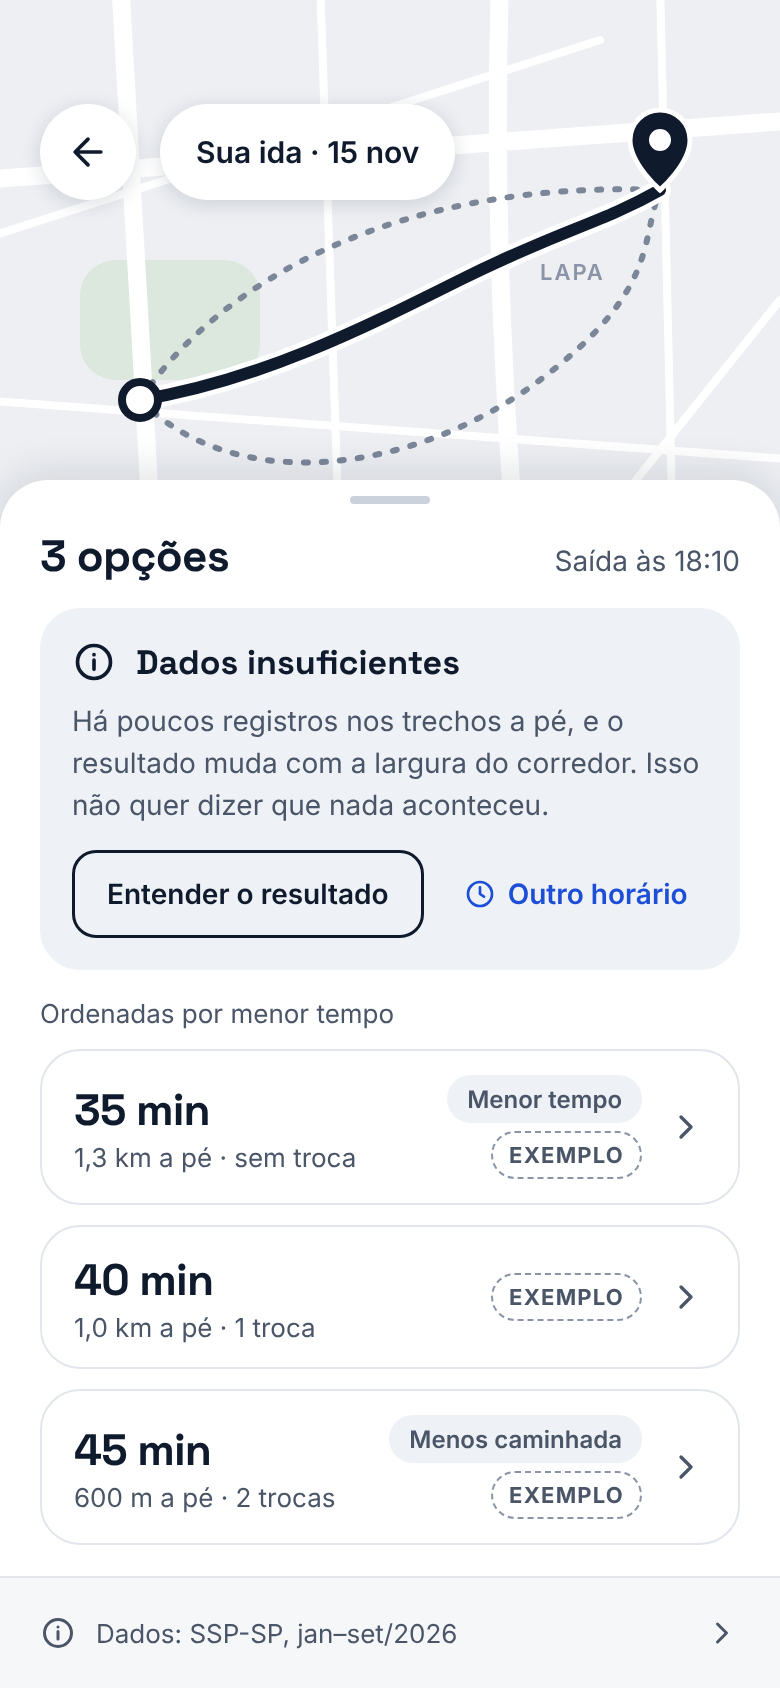 Sua ida · 15 nov
LAPA
3 opções
Saída às 18:10
Dados insuficientes
Há poucos registros nos trechos a pé, e o
resultado muda com a largura do corredor. Isso
não quer dizer que nada aconteceu.
Entender o resultado
Outro horário
Ordenadas por menor tempo
35 min
Menor tempo
1,3 km a pé · sem troca
EXEMPLO
40 min
EXEMPLO
1,0 km a pé · 1 troca
45 min
Menos caminhada
600 m a pé · 2 trocas
EXEMPLO
Dados: SSP-SP, jan–set/2026